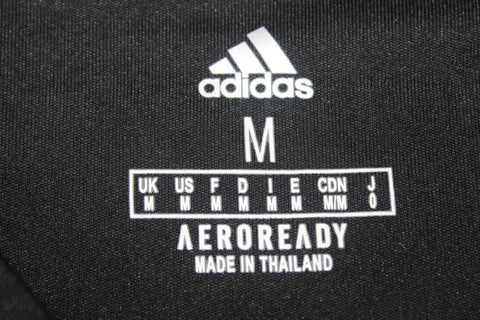 adidas
M
UK US F D I E CDN J
M M M M M M M/M O
AEROREADY
MADE IN THAILAND